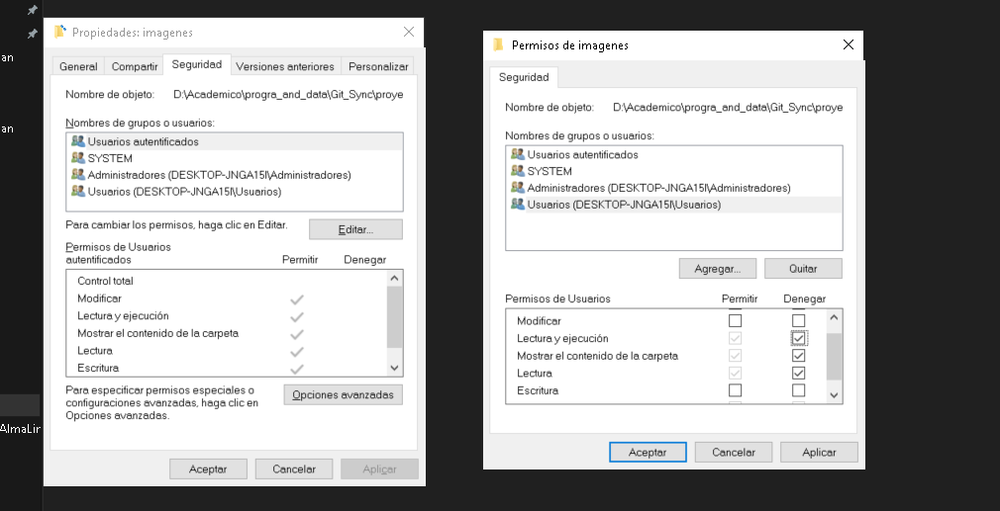 an
an
AlmaLir
Propiedades: imagenes
General
Compartir
Seguridad
Versiones anteriores
Personalizar
Nombre de objeto:
D:\Academico\progra_and_data\Git_Sync\proye
Nombres de grupos o usuarios:
Usuarios autentificados
SYSTEM
Administradores (DESKTOP-JNGA15I\Administradores)
Usuarios (DESKTOP-JNGA15I\Usuarios)
Para cambiar los permisos, haga clic en Editar.
Editar...
Permisos de Usuarios
autentificados
Permitir
Denegar
Control total
Modificar
Lectura y ejecución
Mostrar el contenido de la carpeta
Lectura
Escritura
Para especificar permisos especiales o
configuraciones avanzadas, haga clic en
Opciones avanzadas.
Opciones avanzadas
Aceptar
Cancelar
Aplicar
Permisos de imagenes
Seguridad
Nombre de objeto:
D:\Academico\progra_and_data\Git_Sync\proye
Nombres de grupos o usuarios:
Usuarios autentificados
SYSTEM
Administradores (DESKTOP-JNGA15I\Administradores)
Usuarios (DESKTOP-JNGA15I\Usuarios)
Agregar...
Quitar
Permisos de Usuarios
Permitir
Denegar
Modificar
Lectura y ejecución
Mostrar el contenido de la carpeta
Lectura
Escritura
Aceptar
Cancelar
Aplicar